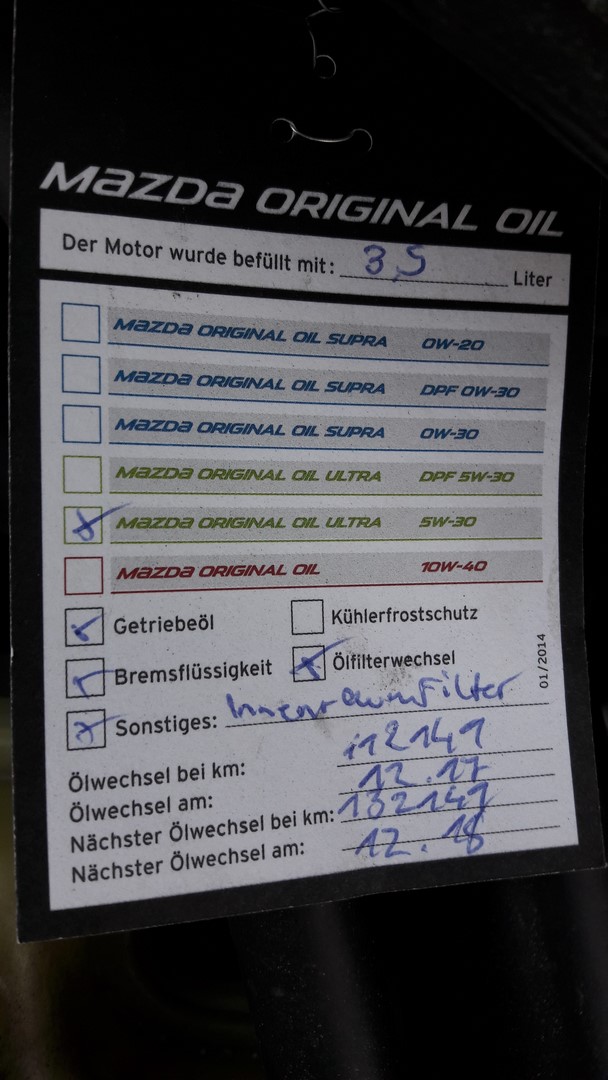 MAZDA ORIGINAL OIL
Der Motor wurde befüllt mit: 3,5 Liter
MAZDA ORIGINAL OIL SUPRA 0W-20
MAZDA ORIGINAL OIL SUPRA DPF 0W-30
MAZDA ORIGINAL OIL SUPRA 0W-30
MAZDA ORIGINAL OIL ULTRA DPF 5W-30
MAZDA ORIGINAL OIL ULTRA 5W-30
MAZDA ORIGINAL OIL 10W-40
Getriebeöl Kühlerfrostschutz
Bremsflüssigkeit Ölfilterwechsel
Sonstiges: Innenraumfilter
Ölwechsel bei km: 112149
Ölwechsel am: 12.17
Nächster Ölwechsel bei km: 132149
Nächster Ölwechsel am: 12.18
01/2014